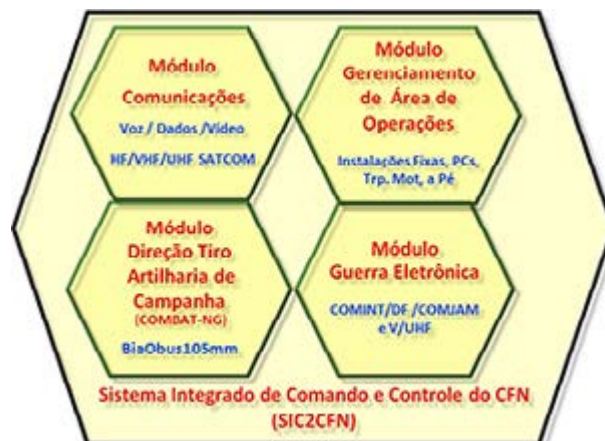 Módulo
Comunicações
Voz / Dados /Vídeo
HF/VHF/UHF SATCOM
Módulo
Gerenciamento
de Área de
Operações
Instalações Fixas, PCs,
Trp. Mot, a Pé
Módulo
Direção Tiro
Artilharia de
Campanha
(COMBAT-NG)
BiaObus105mm
Módulo
Guerra Eletrônica
COMINT/DF /COMJAM
e V/UHF
Sistema Integrado de Comando e Controle do CFN
(SIC2CFN)